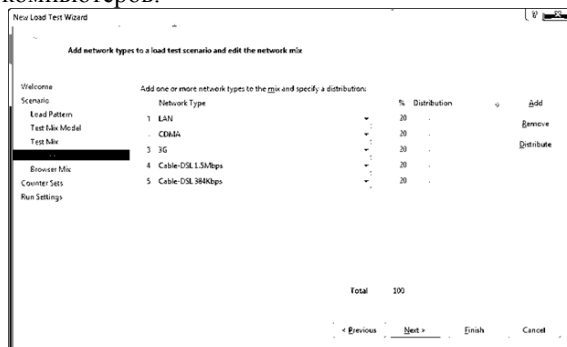 компьютеров.
New Load Test Wizard
Add network types to a load test scenario and edit the network mix
Welcome
Scenario
Load Pattern
Test Mix Model
Test Mix
Browser Mix
Counter Sets
Run Settings
Add one or more network types to the mix and specify a distribution:
Network Type % Distribution
1 LAN 20
CDMA 20
3 3G 20
4 Cable-DSL 1.5Mbps 20
5 Cable-DSL 384Kbps 20
Add
Remove
Distribute
Total 100
< Previous Next > Finish Cancel